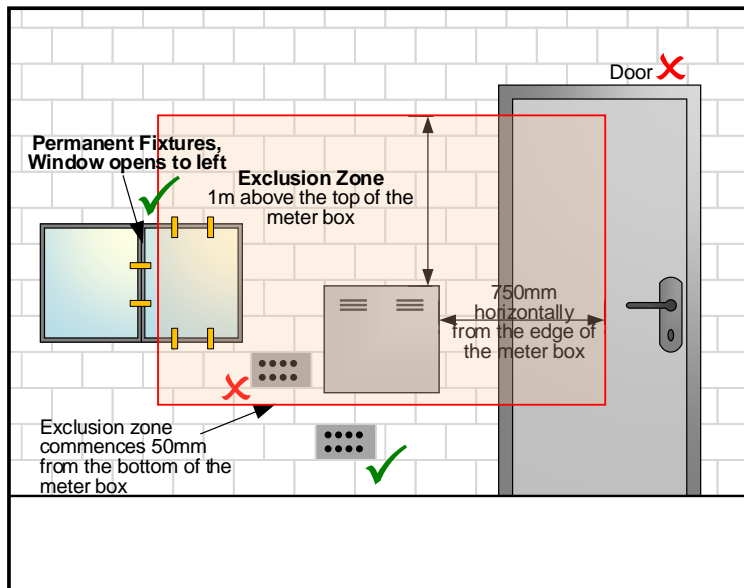 Door
Permanent Fixtures,
Window opens to left
Exclusion Zone
1m above the top of the
meter box
750mm
horizontally
from the edge of
the meter box
Exclusion zone
commences 50mm
from the bottom of the
meter box